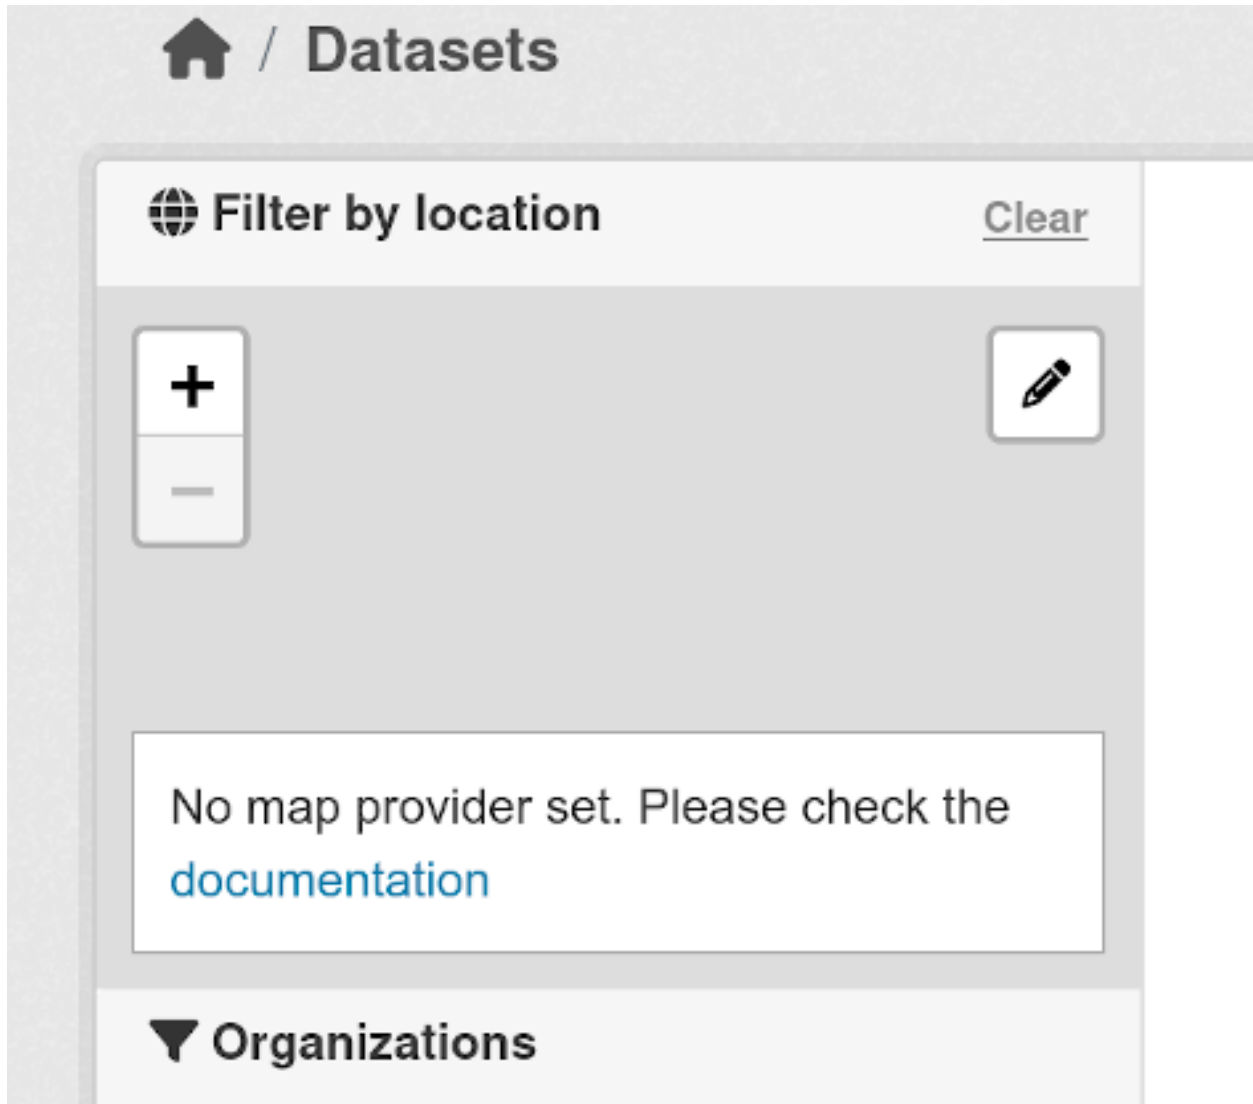 / Datasets
Filter by location
Clear
No map provider set. Please check the
documentation
Organizations